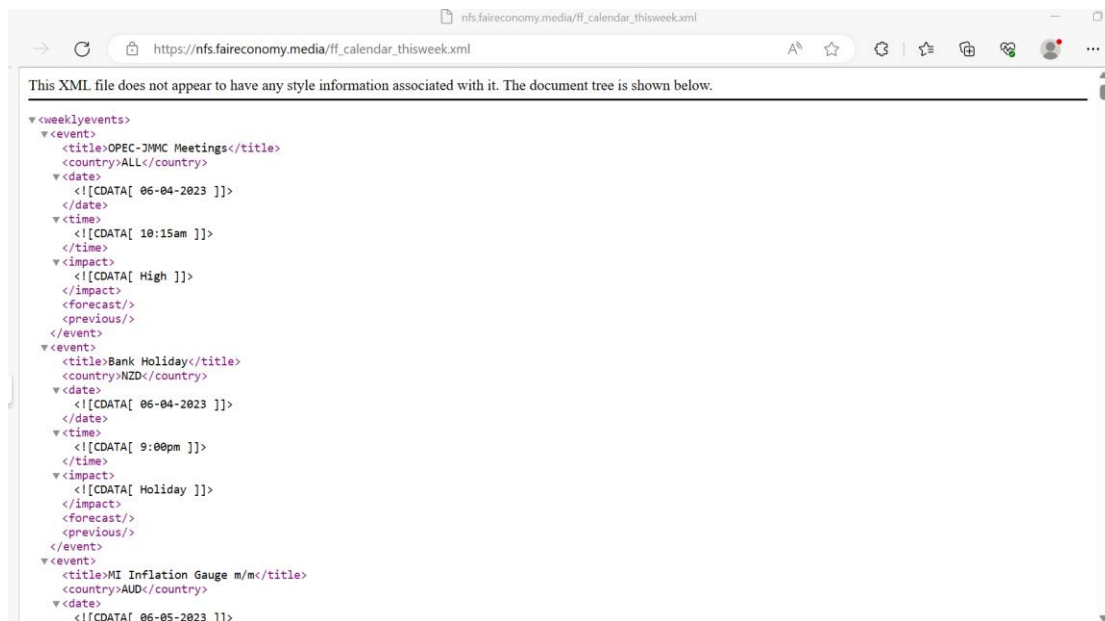 nfs.faireconomy.media/ff_calendar_thisweek.xml
https://nfs.faireconomy.media/ff_calendar_thisweek.xml
This XML file does not appear to have any style information associated with it. The document tree is shown below.
▼<weeklyevents>
▼<event>
<title>OPEC-JMMC Meetings</title>
<country>ALL</country>
▼<date>
<![CDATA[ 06-04-2023 ]]>
</date>
▼<time>
<![CDATA[ 10:15am ]]>
</time>
▼<impact>
<![CDATA[ High ]]>
</impact>
<forecast/>
<previous/>
</event>
▼<event>
<title>Bank Holiday</title>
<country>NZD</country>
▼<date>
<![CDATA[ 06-04-2023 ]]>
</date>
▼<time>
<![CDATA[ 9:00pm ]]>
</time>
▼<impact>
<![CDATA[ Holiday ]]>
</impact>
<forecast/>
<previous/>
</event>
▼<event>
<title>MI Inflation Gauge m/m</title>
<country>AUD</country>
▼<date>
<![CDATA[ 06-05-2023 ]]>